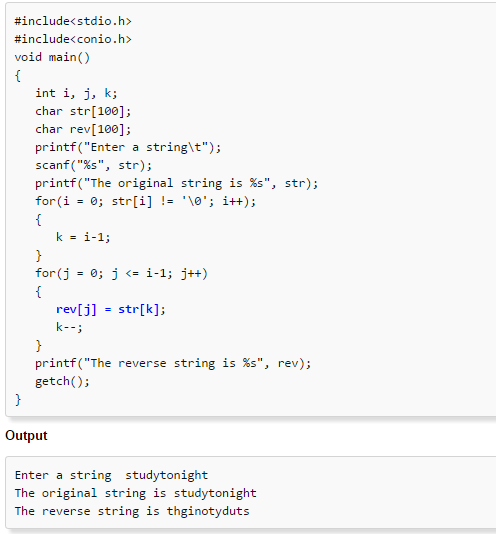 #include<stdio.h>
#include<conio.h>
void main()
{
int i, j, k;
char str[100];
char rev[100];
printf("Enter a string\t");
scanf("%s", str);
printf("The original string is %s", str);
for(i = 0; str[i] != '\0'; i++);
{
k = i-1;
}
for(j = 0; j <= i-1; j++)
{
rev[j] = str[k];
k--;
}
printf("The reverse string is %s", rev);
getch();
}
Output
Enter a string  studytonight
The original string is studytonight
The reverse string is thginotyduts